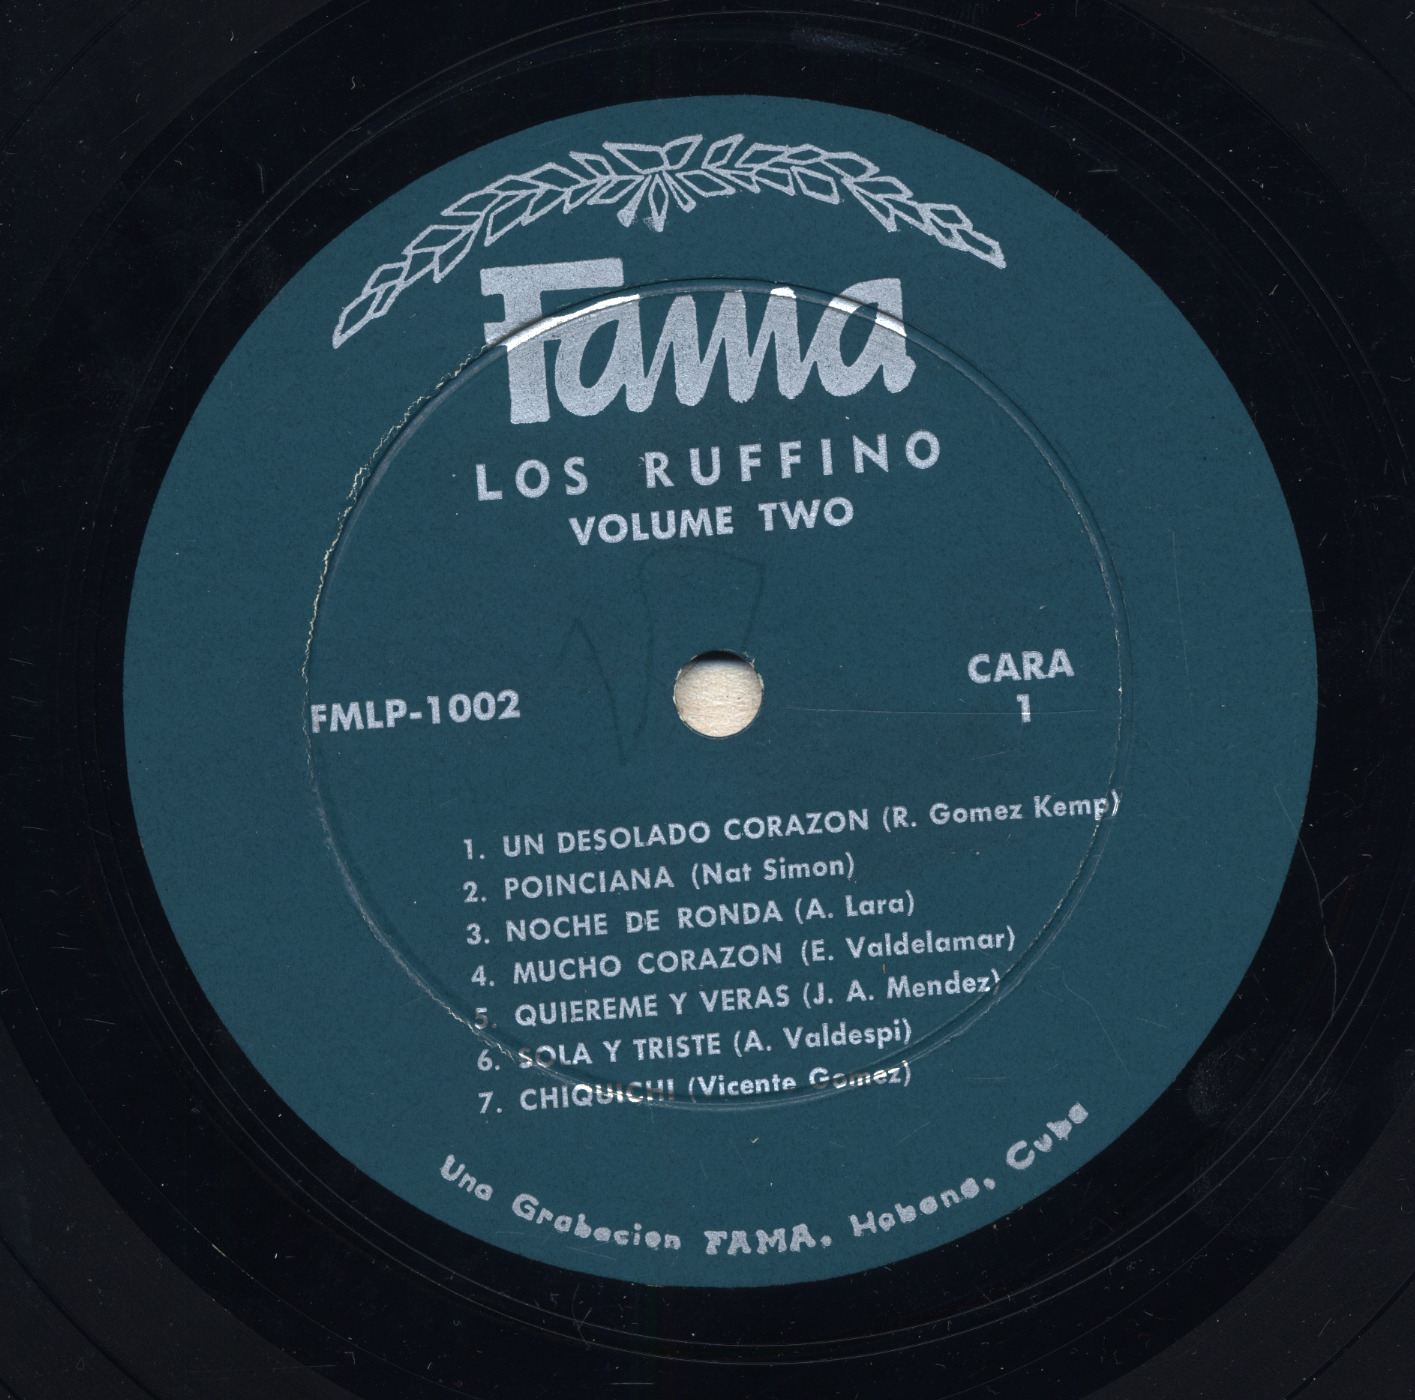 Fama
LOS RUFFINO
VOLUME TWO
FMLP-1002
CARA
1
1. UN DESOLADO CORAZON (R. Gomez Kemp)
2. POINCIANA (Nat Simon)
3. NOCHE DE RONDA (A. Lara)
4. MUCHO CORAZON (E. Valdelamar)
5. QUIEREME Y VERAS (J. A. Mendez)
6. SOLA Y TRISTE (A. Valdespi)
7. CHIQUICHI (Vicente Gomez)
Una Grabacion FAMA. Habana, Cuba